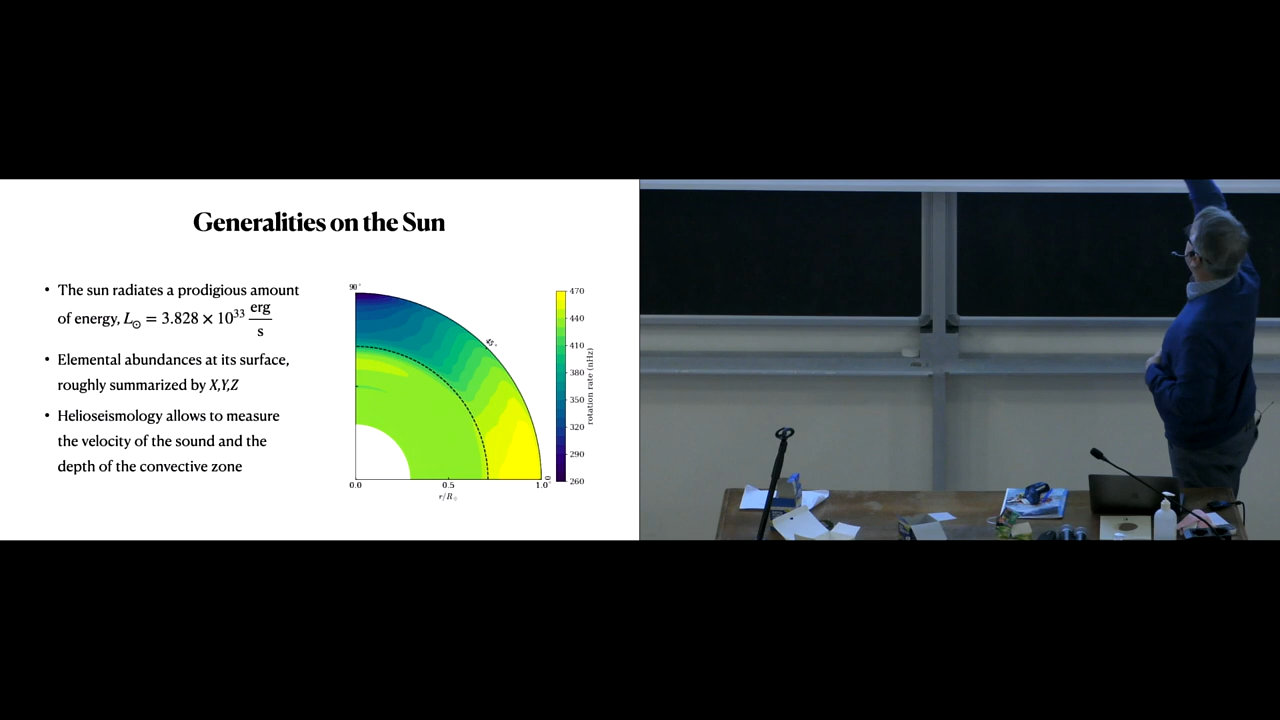 Generalities on the Sun
• The sun radiates a prodigious amount
of energy, L⊙ = 3.828 × 10³³ erg/s
• Elemental abundances at its surface,
roughly summarized by X,Y,Z
• Helioseismology allows to measure
the velocity of the sound and the
depth of the convective zone
90°
45°
0
0.0 0.5 1.0
r/R
470
440
410
380
350
320
290
260
rotation rate (nHz)